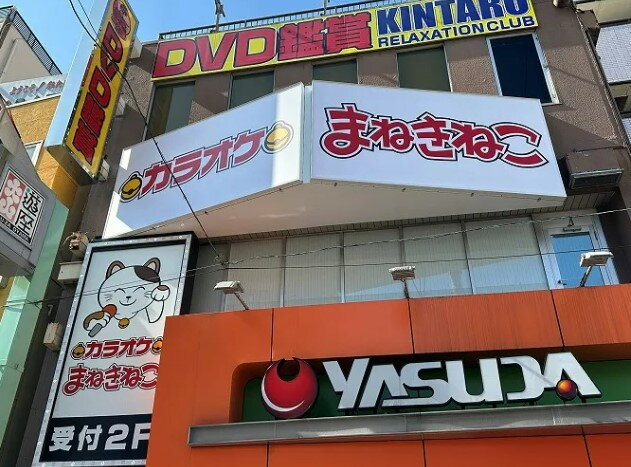 DVD鑑賞 KINTARO
RELAXATION CLUB
カラオケ
まねきねこ
カラオケ
まねきねこ
受付2F
YASUDA